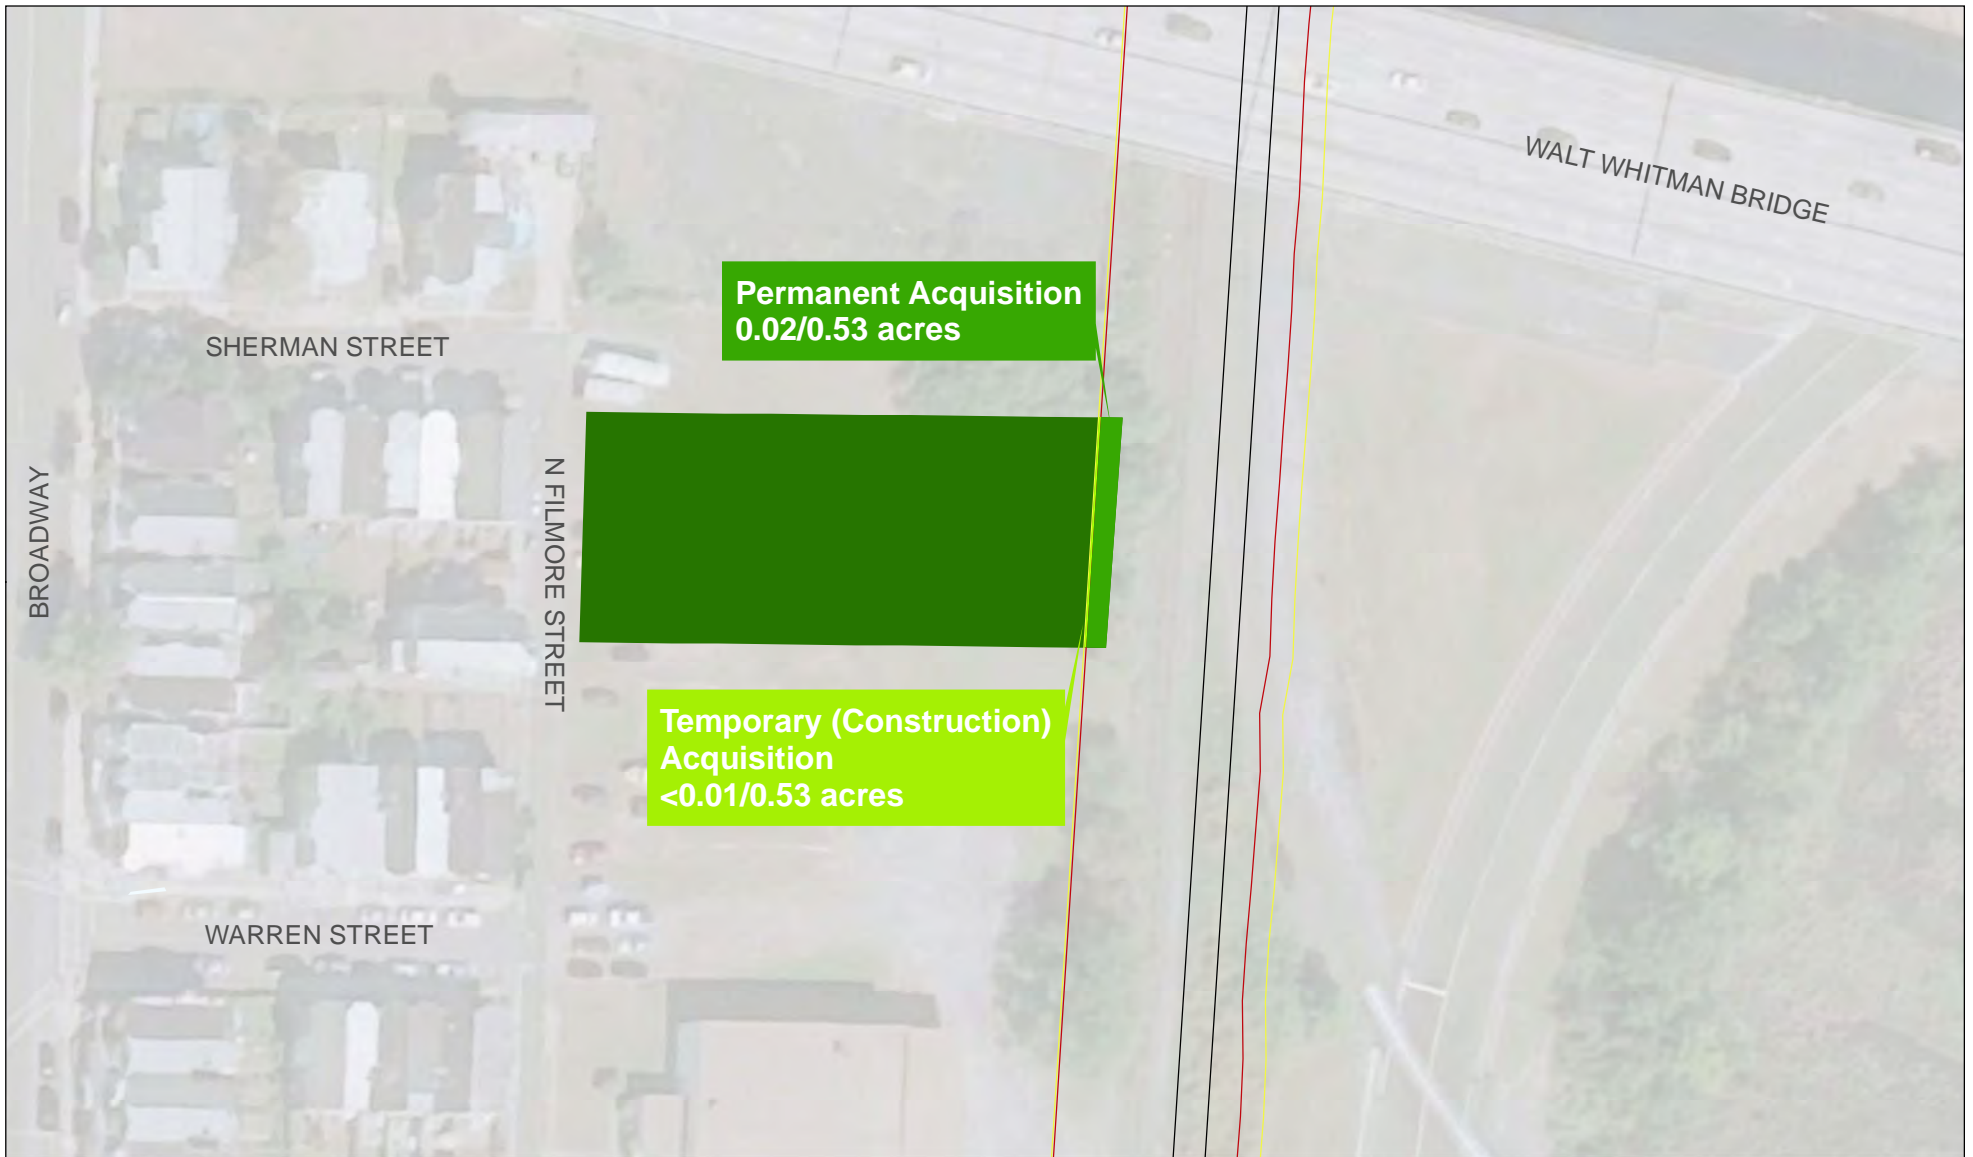 WALT WHITMAN BRIDGE
Permanent Acquisition
0.02/0.53 acres
SHERMAN STREET
BROADWAY
N FILMORE STREET
Temporary (Construction)
Acquisition
<0.01/0.53 acres
WARREN STREET